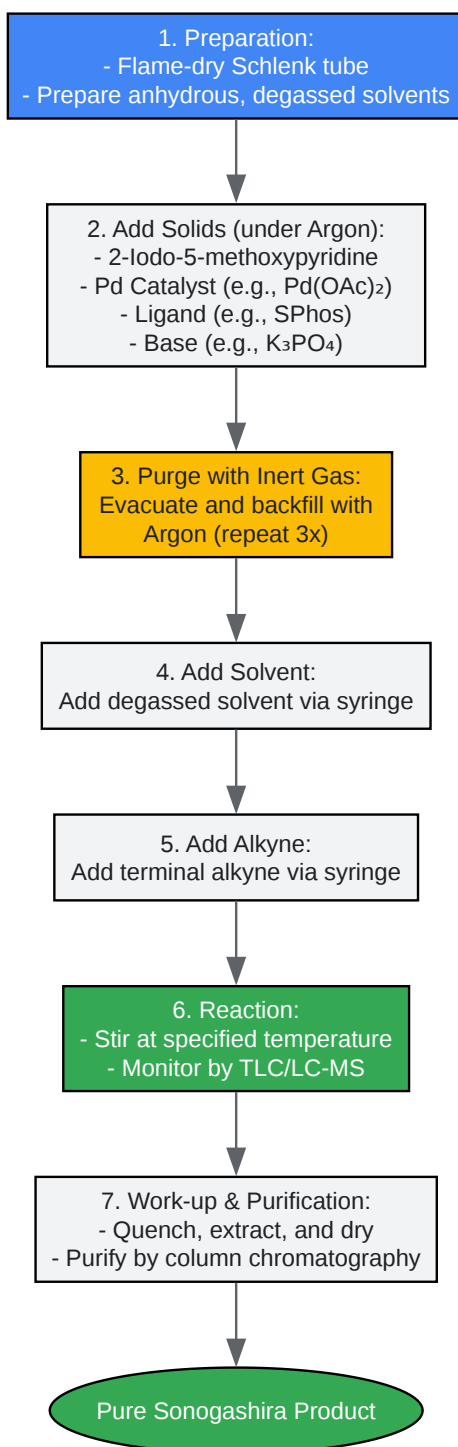 1. Preparation:
- Flame-dry Schlenk tube
- Prepare anhydrous, degassed solvents
2. Add Solids (under Argon):
- 2-Iodo-5-methoxypyridine
- Pd Catalyst (e.g., Pd(OAc)₂)
- Ligand (e.g., SPhos)
- Base (e.g., K₃PO₄)
3. Purge with Inert Gas:
Evacuate and backfill with
Argon (repeat 3x)
4. Add Solvent:
Add degassed solvent via syringe
5. Add Alkyne:
Add terminal alkyne via syringe
6. Reaction:
- Stir at specified temperature
- Monitor by TLC/LC-MS
7. Work-up & Purification:
- Quench, extract, and dry
- Purify by column chromatography
Pure Sonogashira Product